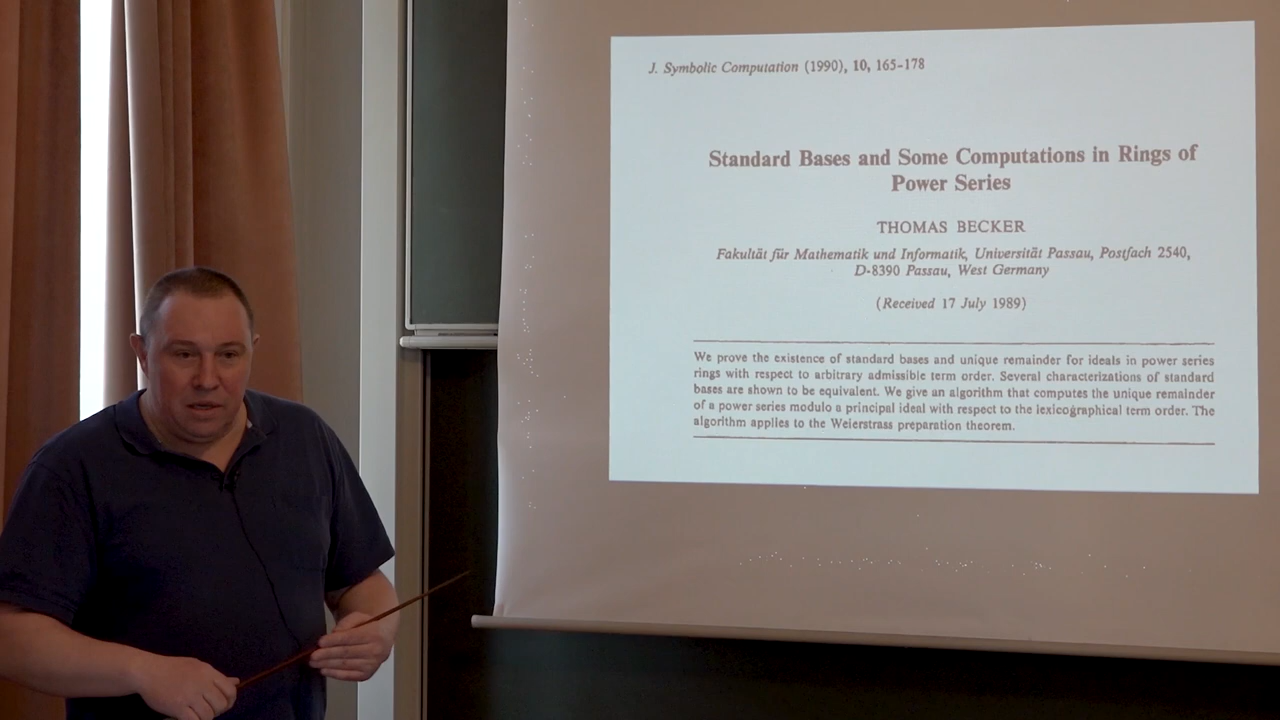 J. Symbolic Computation (1990), 10, 165-178
Standard Bases and Some Computations in Rings of
Power Series
THOMAS BECKER
Fakultät für Mathematik und Informatik, Universität Passau, Postfach 2540,
D-8390 Passau, West Germany
(Received 17 July 1989)
We prove the existence of standard bases and unique remainder for ideals in power series
rings with respect to arbitrary admissible term order. Several characterizations of standard
bases are shown to be equivalent. We give an algorithm that computes the unique remainder
of a power series modulo a principal ideal with respect to the lexicographical term order. The
algorithm applies to the Weierstrass preparation theorem.